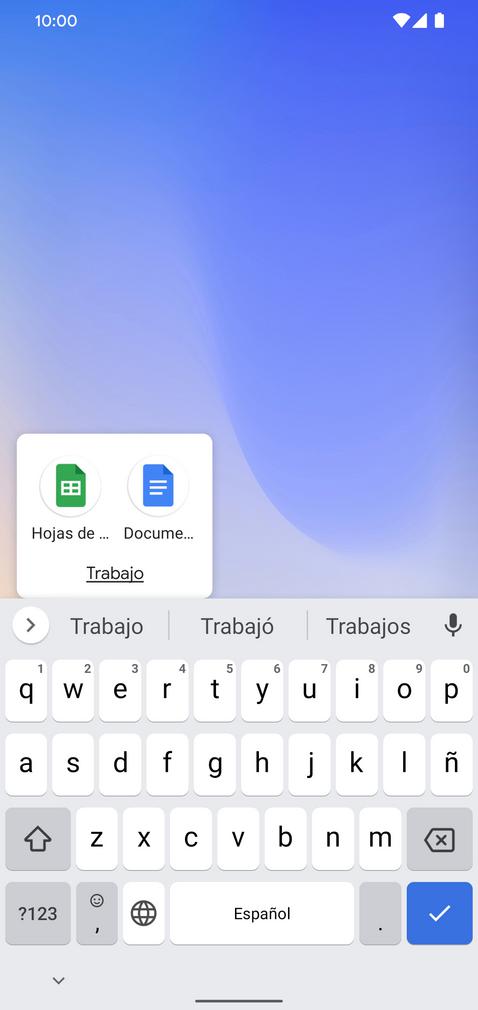 10:00
Hojas de ... Docume...
Trabajo
Trabajo Trabajó Trabajos
1 2 3 4 5 6 7 8 9 0
q w e r t y u i o p
a s d f g h j k l ñ
z x c v b n m
?123 , Español .